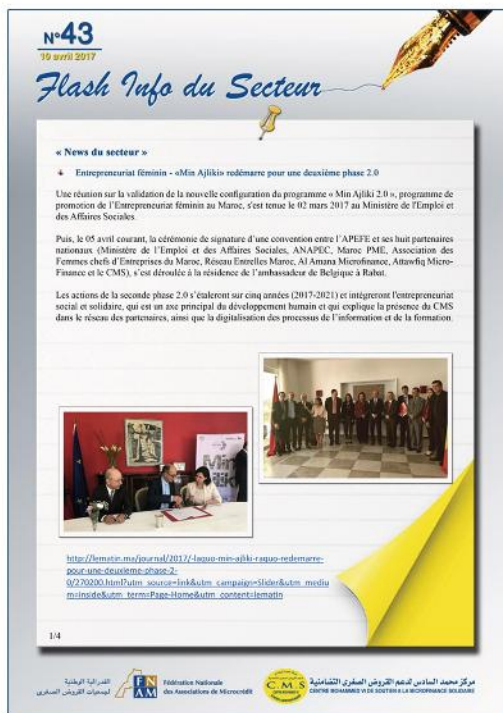 N°43
10 avril 2017
Flash Info du Secteur
« News du secteur »
Entrepreneuriat féminin - «Min Ajliki» redémarre pour une deuxième phase 2.0
Une réunion sur la validation de la nouvelle configuration du programme « Min Ajliki 2.0 », programme de
promotion de l'Entrepreneuriat féminin au Maroc, s'est tenue le 02 mars 2017 au Ministère de l'Emploi et
des Affaires Sociales.
Puis, le 05 avril courant, la cérémonie de signature d'une convention entre l'APEFE et ses huit partenaires
nationaux (Ministère de l'Emploi et des Affaires Sociales, ANAPEC, Maroc PME, Association des
Femmes chefs d'Entreprises du Maroc, Réseau Entrelles Maroc, Al Amana Microfinance, Attawfiq Micro-
Finance et le CMS), s'est déroulée à la résidence de l'ambassadeur de Belgique à Rabat.
Les actions de la seconde phase 2.0 s'étaleront sur cinq années (2017-2021) et intégreront l'entrepreneuriat
social et solidaire, qui est un axe principal du développement humain et qui explique la présence du CMS
dans le réseau des partenaires, ainsi que la digitalisation des processus de l'information et de la formation.
Min
Ajliki
http://lematin.ma/journal/2017/-laquo-min-ajliki-raquo-redemarre-
pour-une-deuxieme-phase-2-
0/270200.html?utm_source=link&utm_campaign=Slider&utm_mediu
m=inside&utm_term=Page-Home&utm_content=lematin
1/4
الفدرالية الوطنية
لجمعيات القروض الصغرى
FN
AM
Fédération Nationale
des Associations de Microcrédit
C.M.S
مركز محمد السادس لدعم القروض الصغرى التضامنية
CENTRE MOHAMMED VI DE SOUTIEN A LA MICROFINANCE SOLIDAIRE